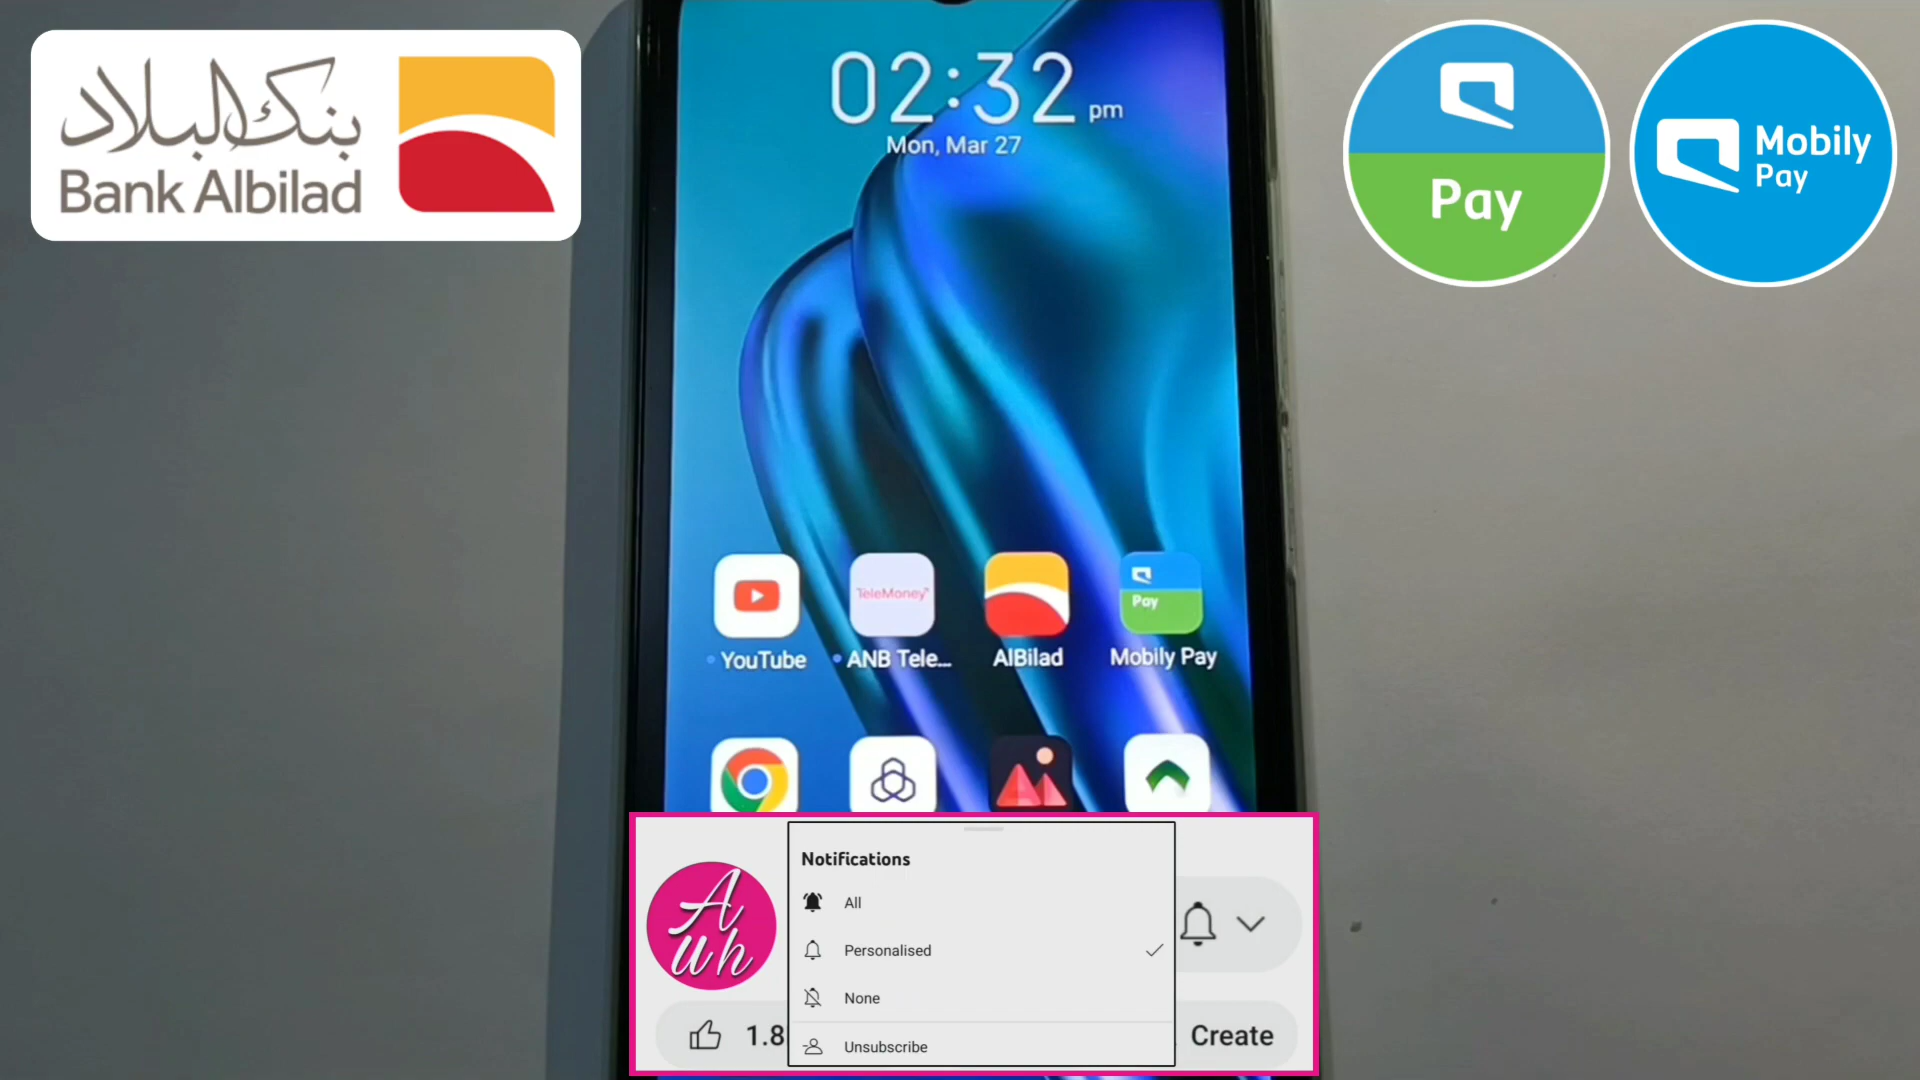 بنك البلاد
Bank Albilad
02:32 pm
Mon, Mar 27
Pay
Mobily
Pay
TeleMoney
Pay
YouTube
ANB Tele...
AlBilad
Mobily Pay
Auh
Notifications
All
Personalised
None
Unsubscribe
1.8
Create